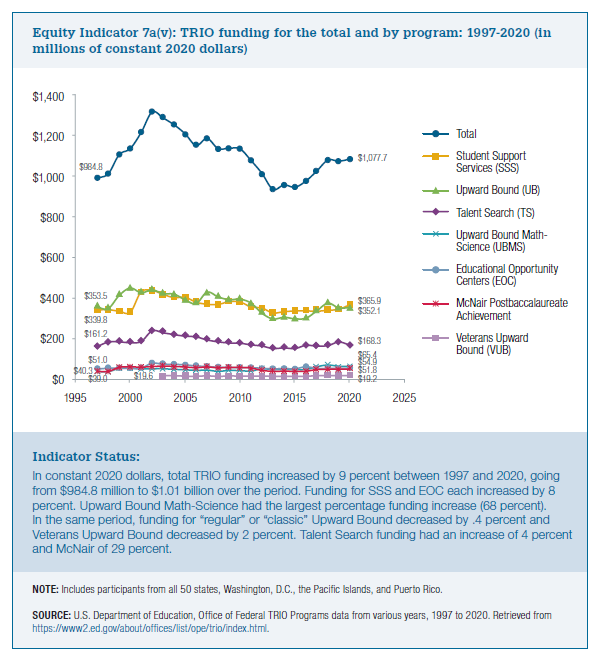 Equity Indicator 7a(v): TRIO funding for the total and by program: 1997-2020 (in
millions of constant 2020 dollars)
$1,400
$1,200
$1,000
$800
$600
$400
$200
$0
1995
2000
2005
2010
2015
2020
2025
$984.8
$353.5
$339.8
$161.2
$51.0
$40.3
$39.0
$19.6
$1,077.7
$365.9
$352.1
$168.3
$65.4
$54.9
$51.8
$19.2
Total
Student Support
Services (SSS)
Upward Bound (UB)
Talent Search (TS)
Upward Bound Math-
Science (UBMS)
Educational Opportunity
Centers (EOC)
McNair Postbaccalaureate
Achievement
Veterans Upward
Bound (VUB)
Indicator Status:
In constant 2020 dollars, total TRIO funding increased by 9 percent between 1997 and 2020, going
from $984.8 million to $1.01 billion over the period. Funding for SSS and EOC each increased by 8
percent. Upward Bound Math-Science had the largest percentage funding increase (68 percent).
In the same period, funding for “regular” or “classic” Upward Bound decreased by .4 percent and
Veterans Upward Bound decreased by 2 percent. Talent Search funding had an increase of 4 percent
and McNair of 29 percent.
NOTE: Includes participants from all 50 states, Washington, D.C., the Pacific Islands, and Puerto Rico.
SOURCE: U.S. Department of Education, Office of Federal TRIO Programs data from various years, 1997 to 2020. Retrieved from
https://www2.ed.gov/about/offices/list/ope/trio/index.html.